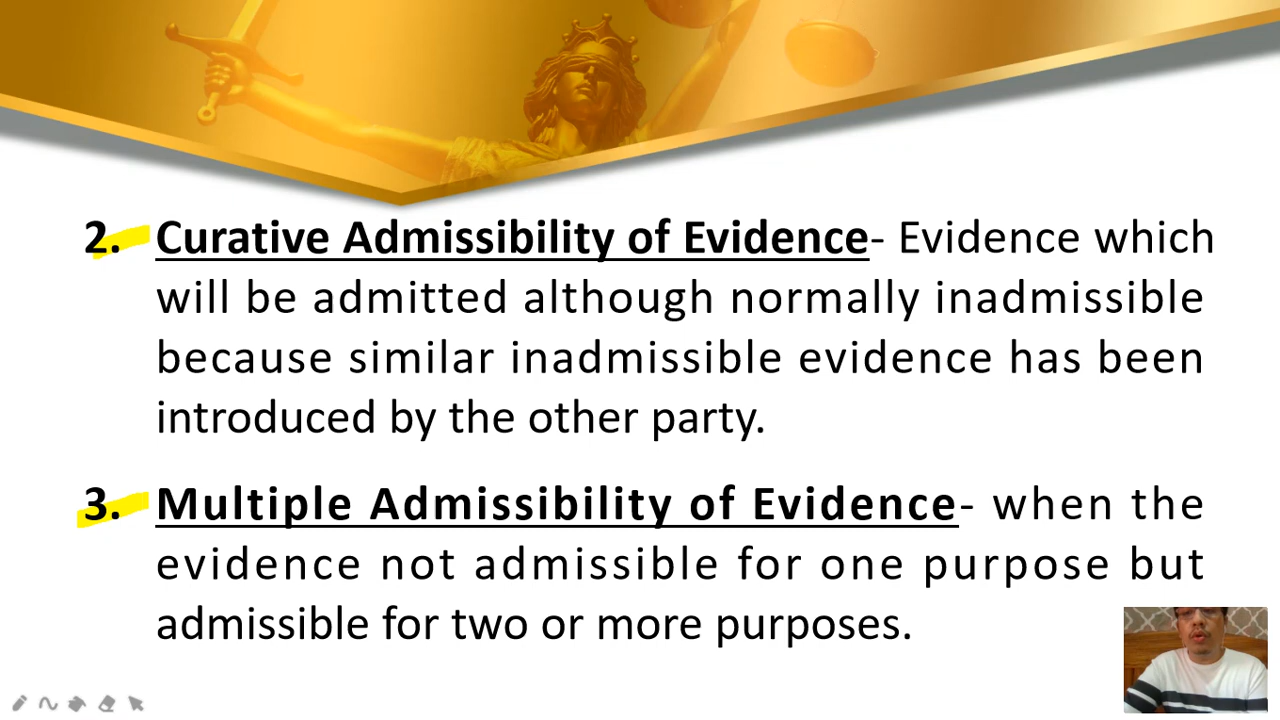 2. Curative Admissibility of Evidence- Evidence which
will be admitted although normally inadmissible
because similar inadmissible evidence has been
introduced by the other party.
3. Multiple Admissibility of Evidence- when the
evidence not admissible for one purpose but
admissible for two or more purposes.